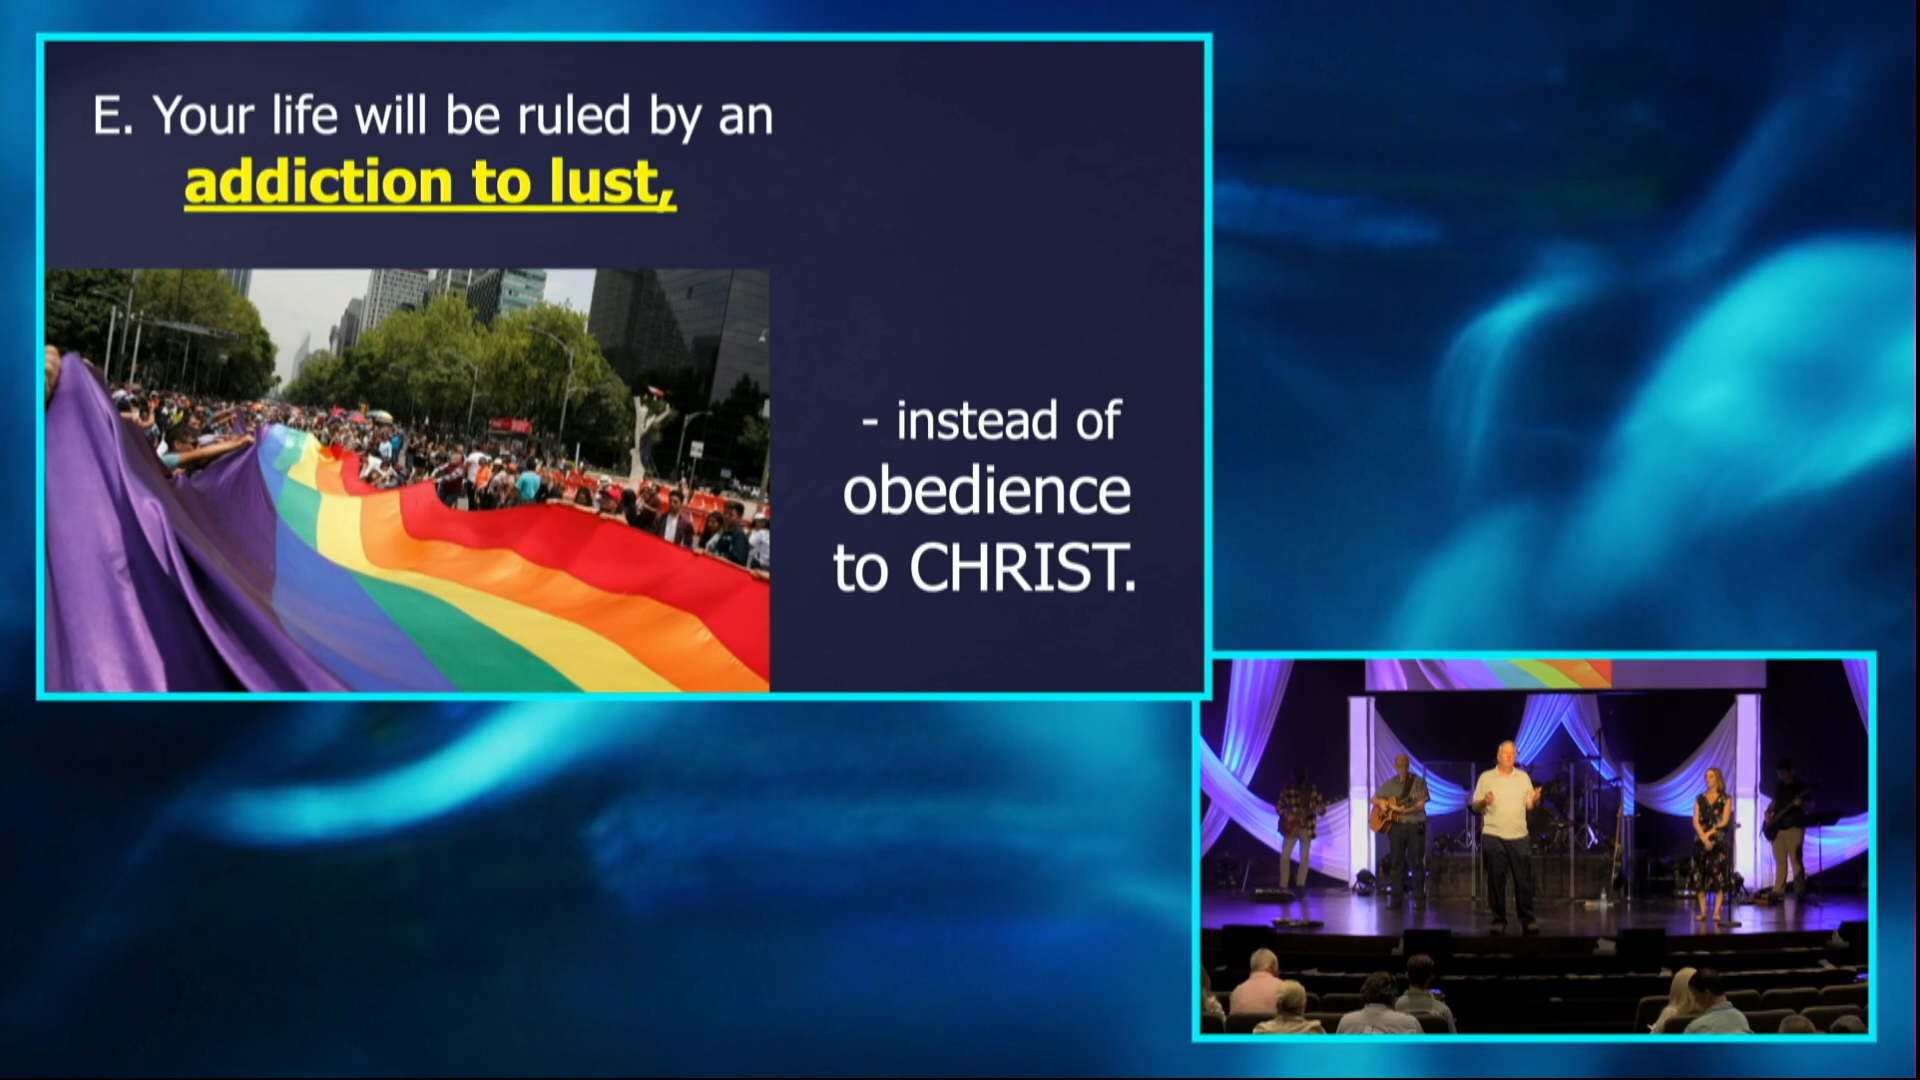 E. Your life will be ruled by an
addiction to lust,
- instead of
obedience
to CHRIST.